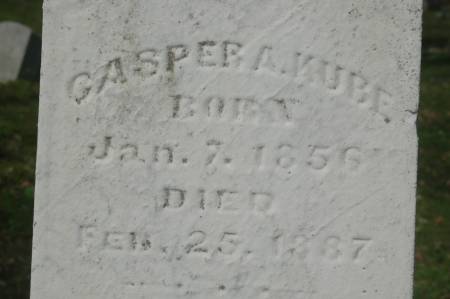 CASPER A. KUBE
BORN
Jan. 7. 1856
DIED
FEB. 25. 1887.